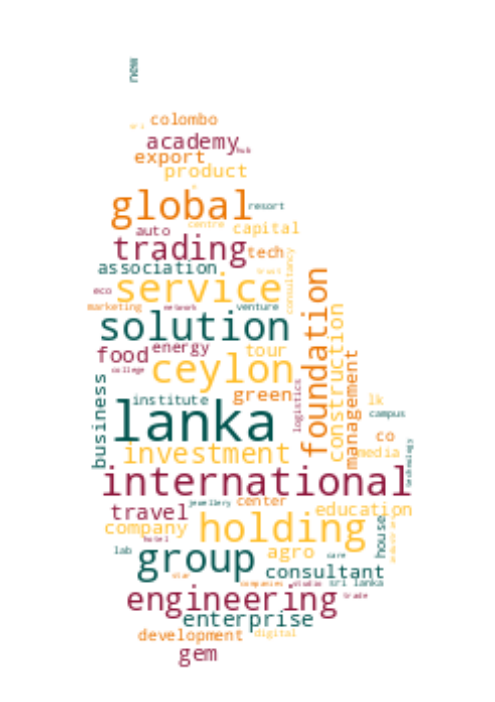 new
colombo
academy
hub
export
product
global
resort
centre
capital
auto
trading
tech
association
trust
eco
service
consultancy
marketing
network
venture
solution
foundation
construction
food
energy
tour
management
college
ceylon
business
institute
green
logistics
lk
lanka
campus
co
investment
media
technology
international
jewellery
center
travel
education
company
holding
house
industries
hotel
lab
group
agro
care
consultant
star
companies
studio
sri lanka
engineering
trade
enterprise
development
digital
gem